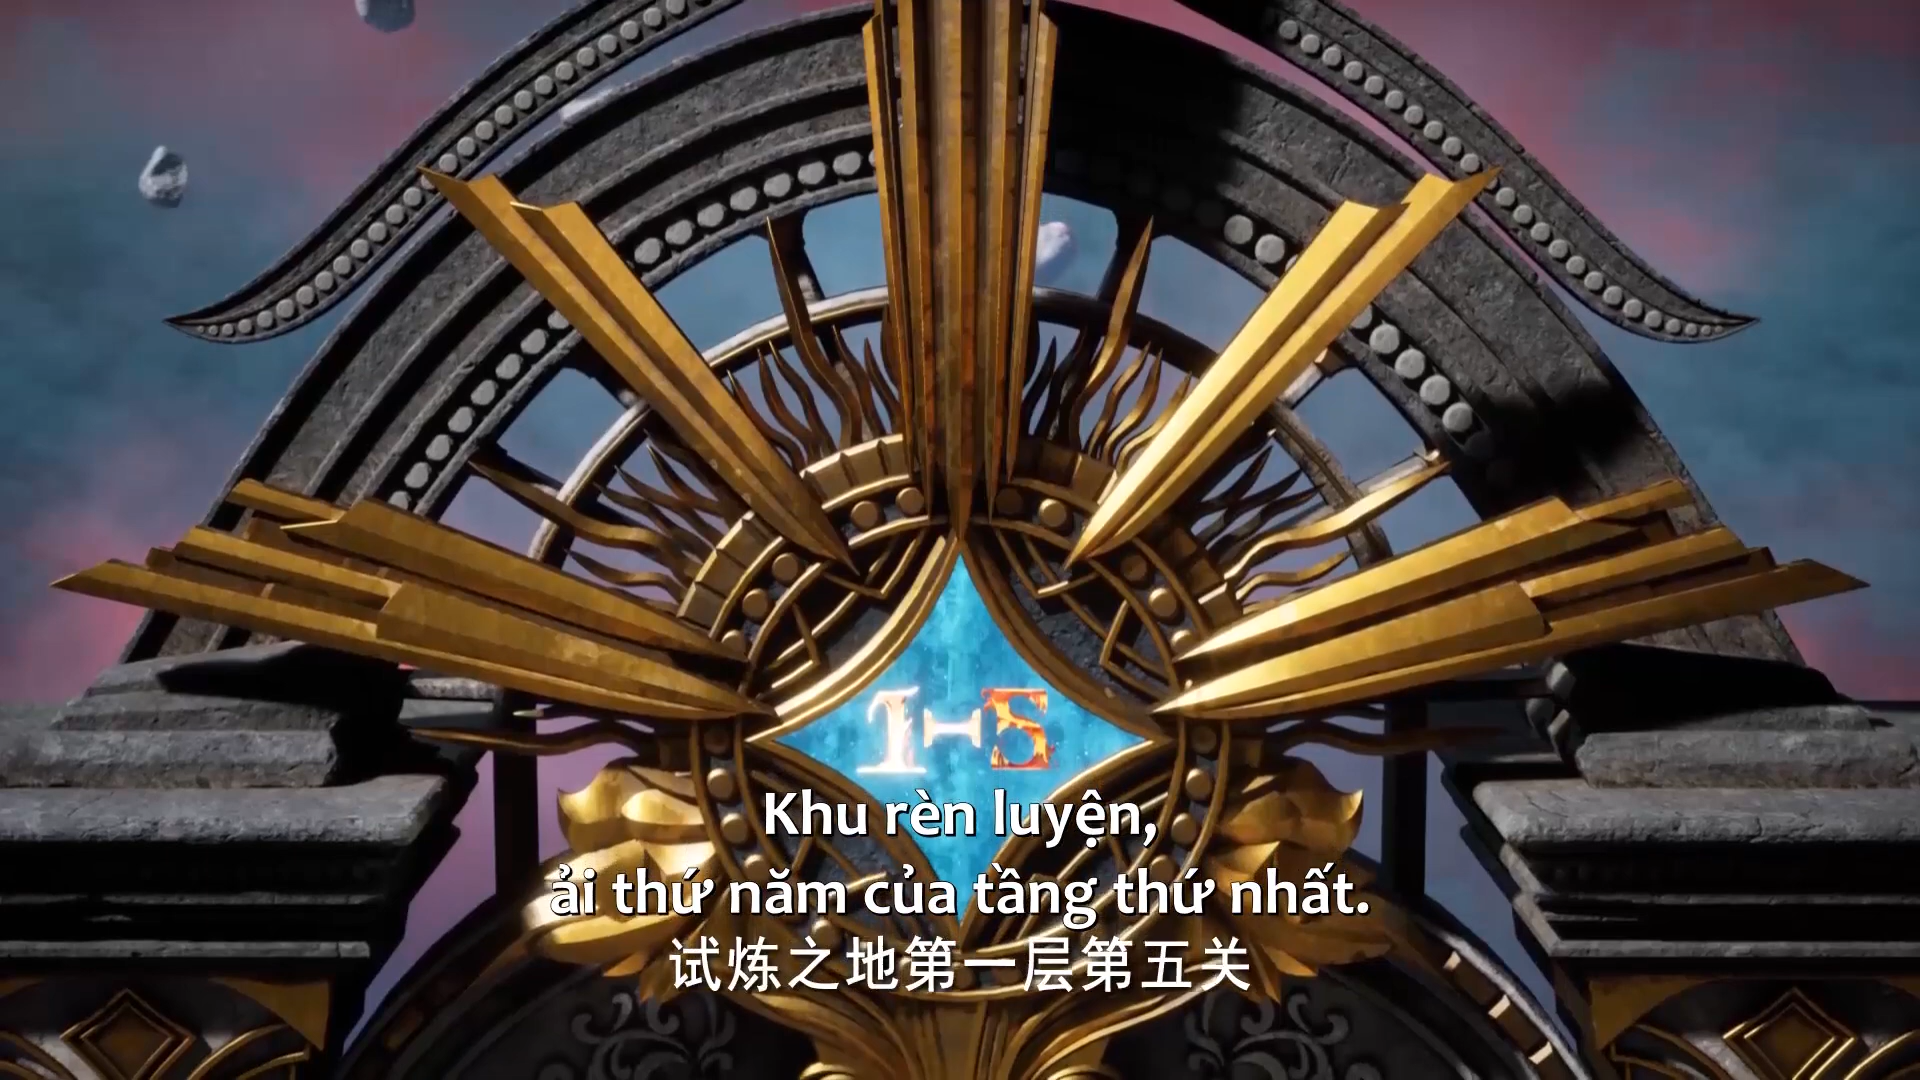 1-5
Khu rèn luyện,
ải thứ năm của tầng thứ nhất.
试炼之地第一层第五关